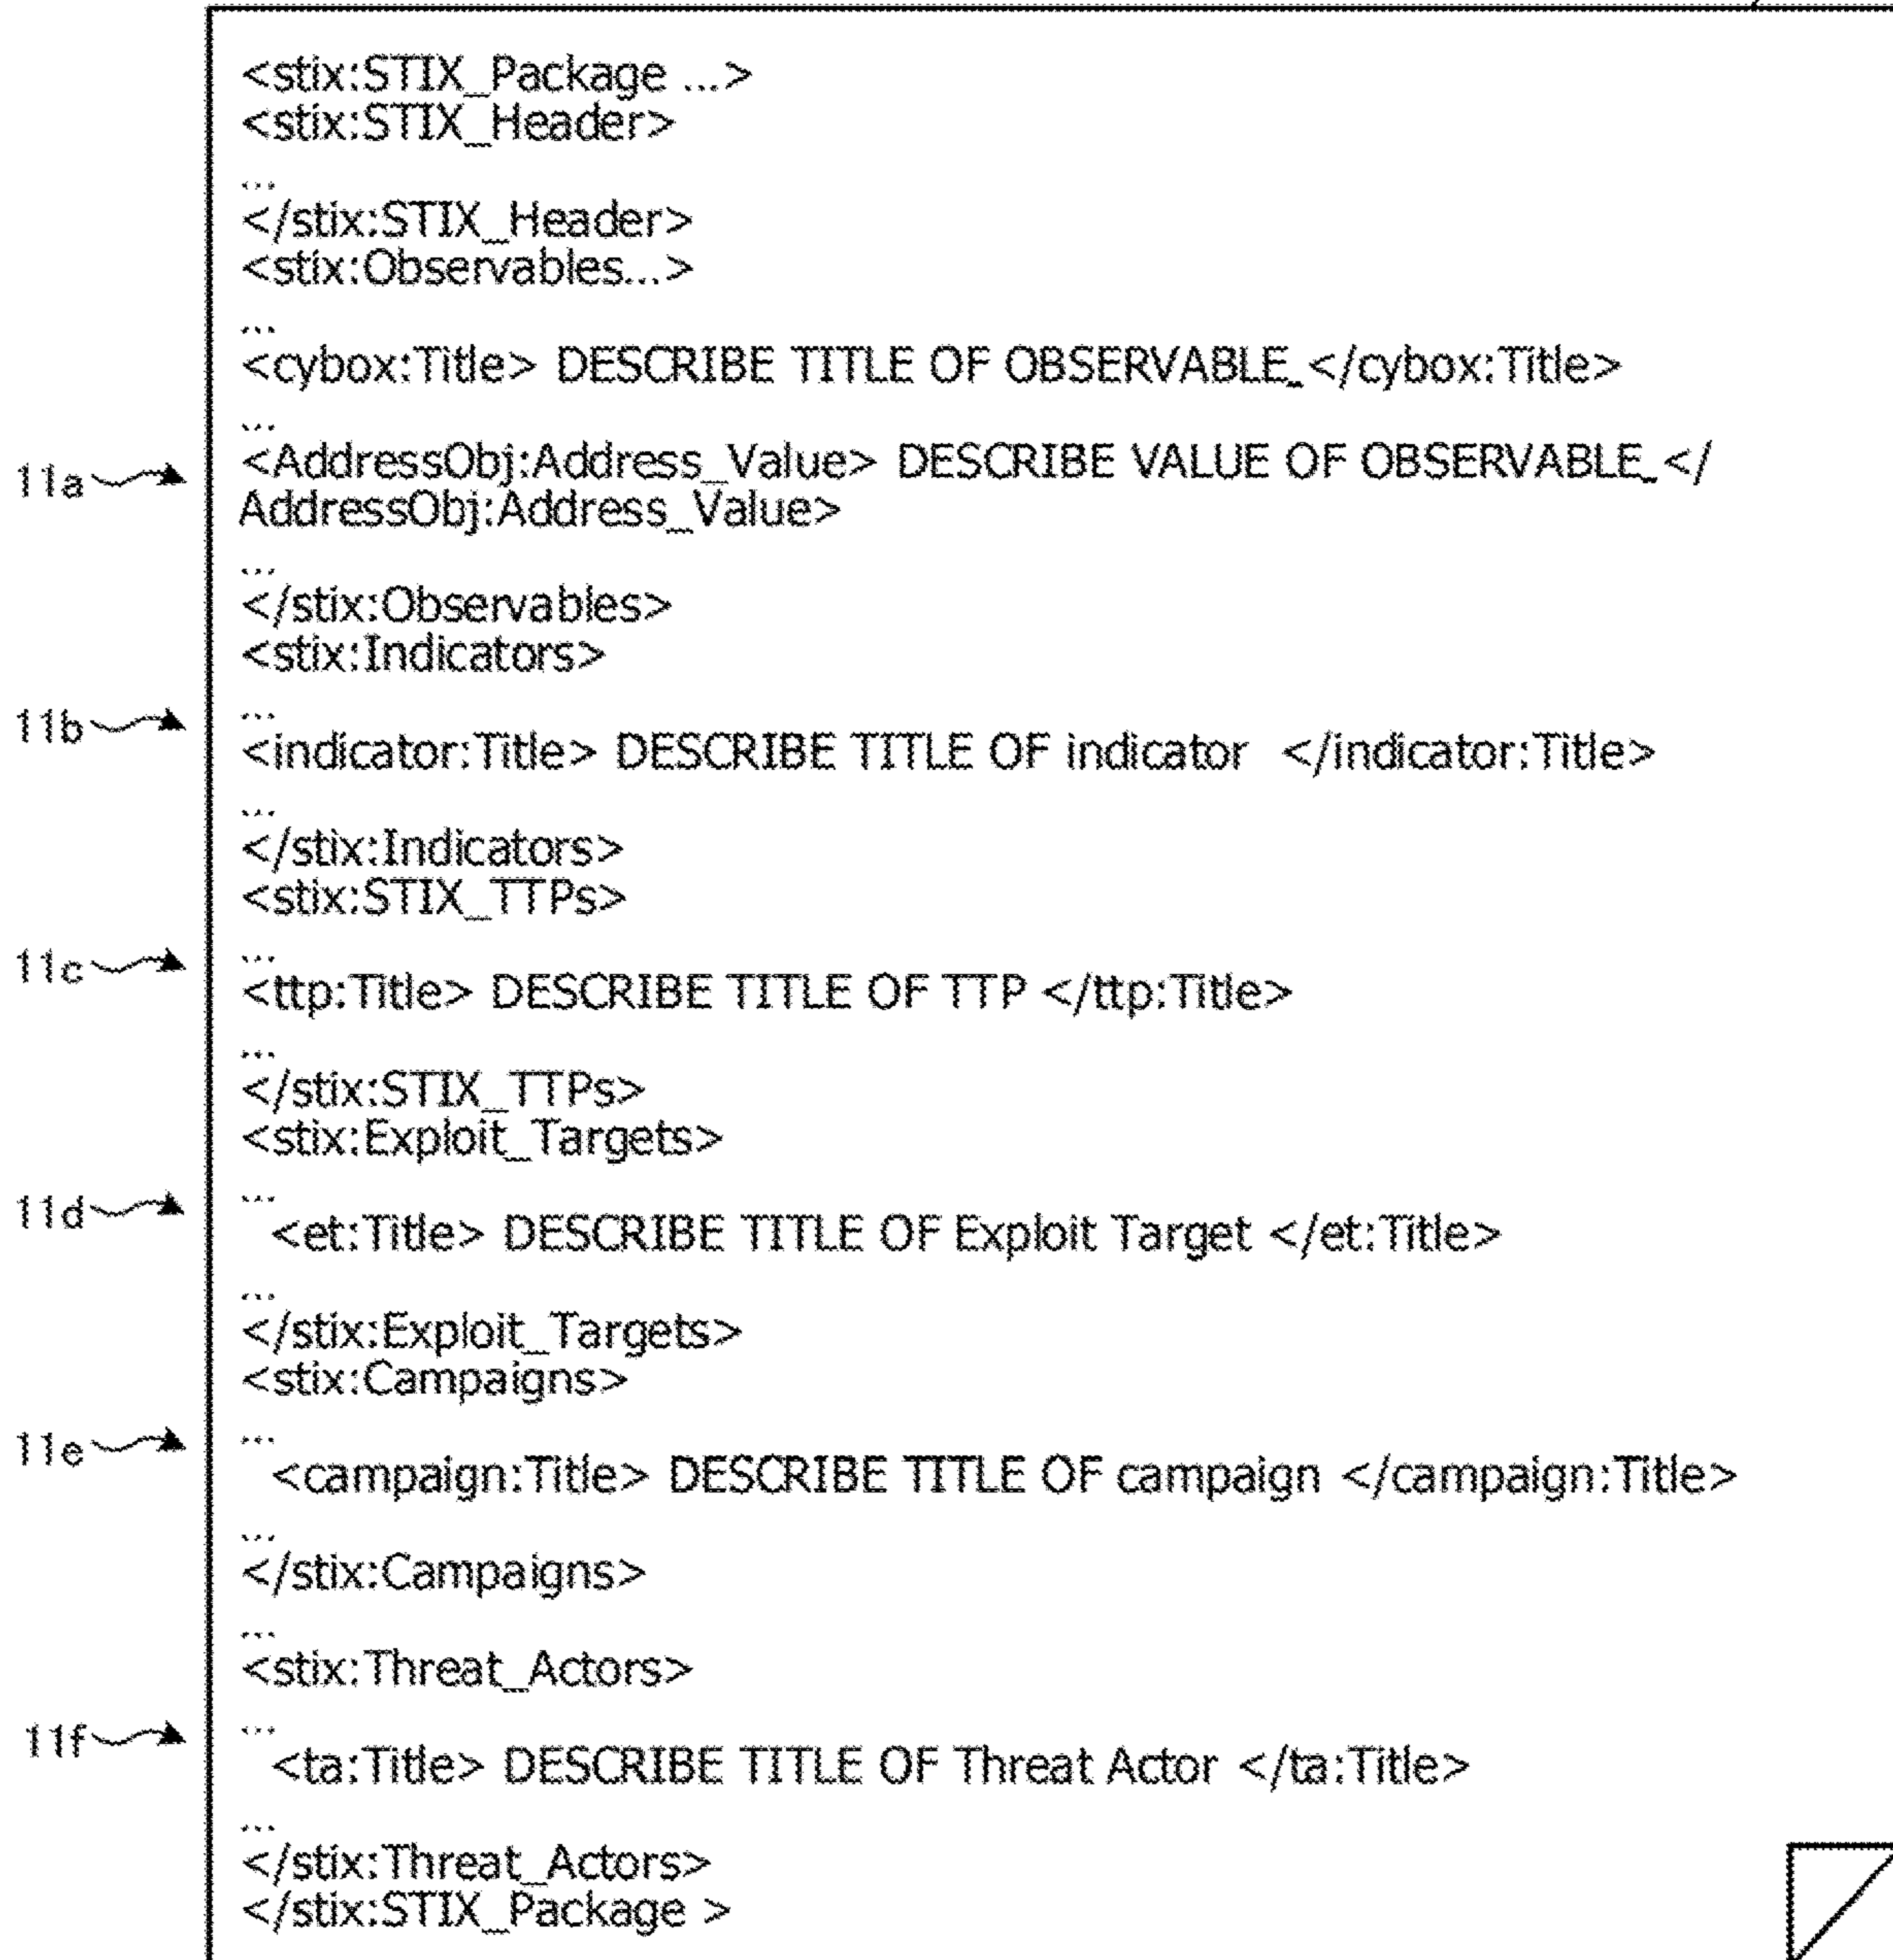 <stix:STIX_Package ...>
<stix:STIX_Header>
...
</stix:STIX_Header>
<stix:Observables...>
...
<cybox:Title> DESCRIBE TITLE OF OBSERVABLE </cybox:Title>
...
11a <AddressObj:Address_Value> DESCRIBE VALUE OF OBSERVABLE </
AddressObj:Address_Value>
...
</stix:Observables>
<stix:Indicators>
11b ...
<indicator:Title> DESCRIBE TITLE OF indicator </indicator:Title>
...
</stix:Indicators>
<stix:STIX_TTPs>
11c ...
<ttp:Title> DESCRIBE TITLE OF TTP </ttp:Title>
...
</stix:STIX_TTPs>
<stix:Exploit_Targets>
11d ...
<et:Title> DESCRIBE TITLE OF Exploit Target </et:Title>
...
</stix:Exploit_Targets>
<stix:Campaigns>
11e ...
<campaign:Title> DESCRIBE TITLE OF campaign </campaign:Title>
...
</stix:Campaigns>
...
<stix:Threat_Actors>
11f ...
<ta:Title> DESCRIBE TITLE OF Threat Actor </ta:Title>
...
</stix:Threat_Actors>
</stix:STIX_Package >